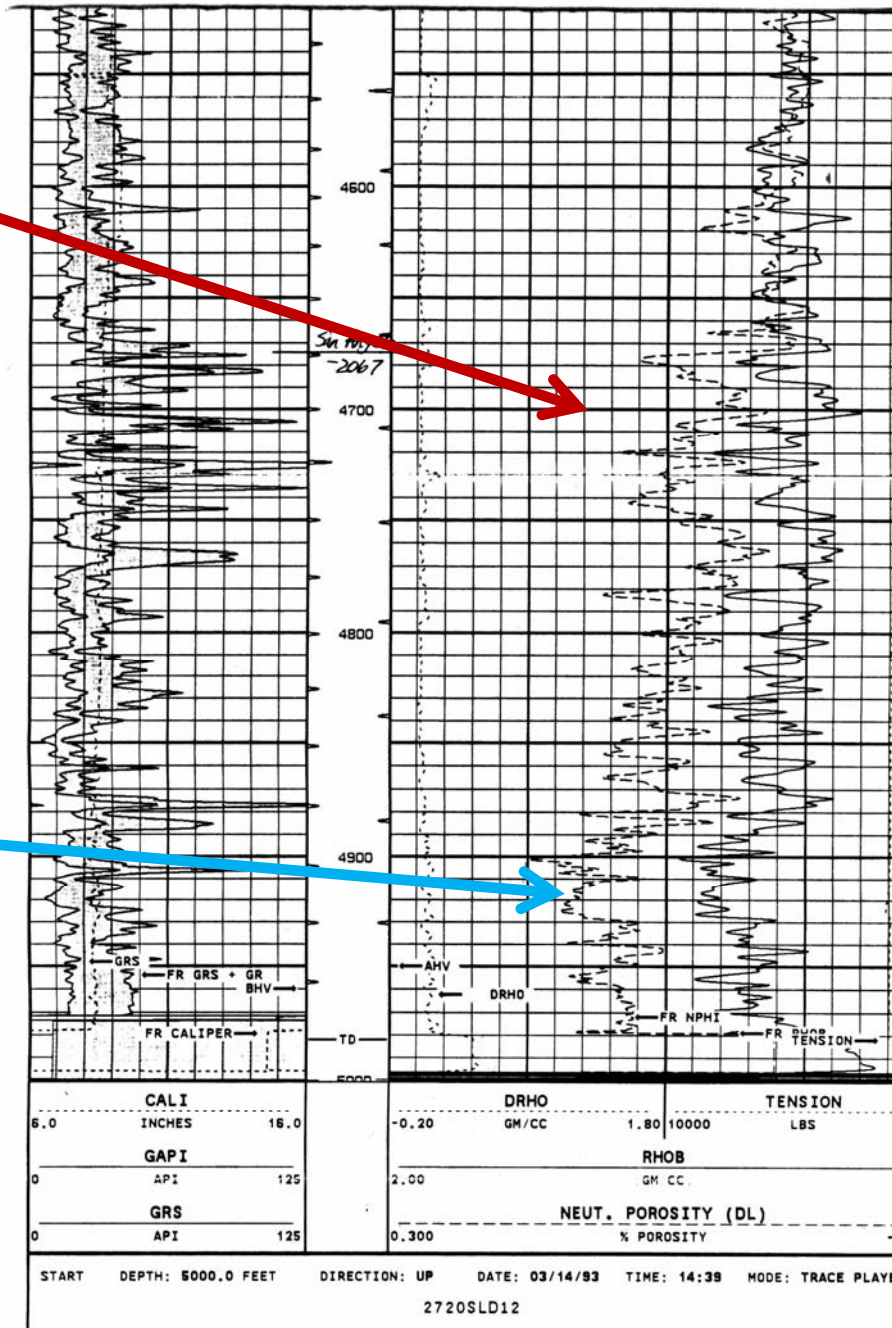 4600
-2067
4700
4800
4900
GRS
FR GRS + GR
BHV
AHV
DRHO
FR NPHI
FR CALIPER
TD
FR RHOB
TENSION
5000
CALI
DRHO
TENSION
6.0 INCHES 16.0
-0.20 GM/CC 1.80 10000 LBS
GAPI
RHOB
0 API 125
2.00 GM CC
GRS
NEUT. POROSITY (DL)
0 API 125
0.300 % POROSITY
START DEPTH: 5000.0 FEET DIRECTION: UP DATE: 03/14/93 TIME: 14:39 MODE: TRACE
2720SLD12